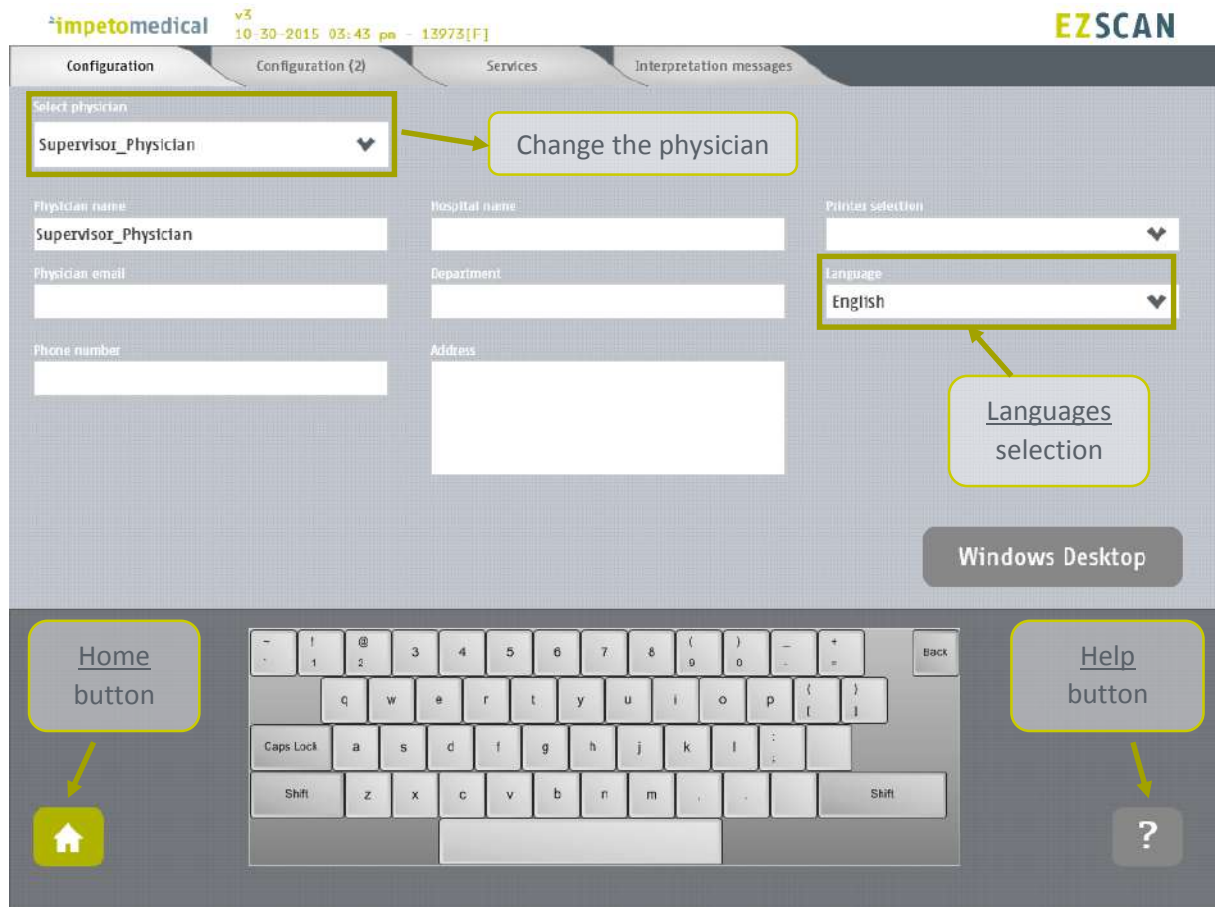 impetomedical
v3
10-30-2015 03:43 pm - 13973[F]
EZSCAN
Configuration
Configuration (2)
Services
Interpretation messages
Select physician
Supervisor_Physician
Change the physician
Physician name
Hospital name
Printer selection
Supervisor_Physician
Physician email
Department
Language
English
Phone number
Address
Languages
selection
Windows Desktop
Home
button
Help
button
~ ! @ 3 4 5 6 7 8 ( ) _ + Back
1 2 9 0 - =
q w e r t y u i o p { }
[ ]
Caps Lock a s d f g h j k l :
;
Shift z x c v b n m , . Shift
?